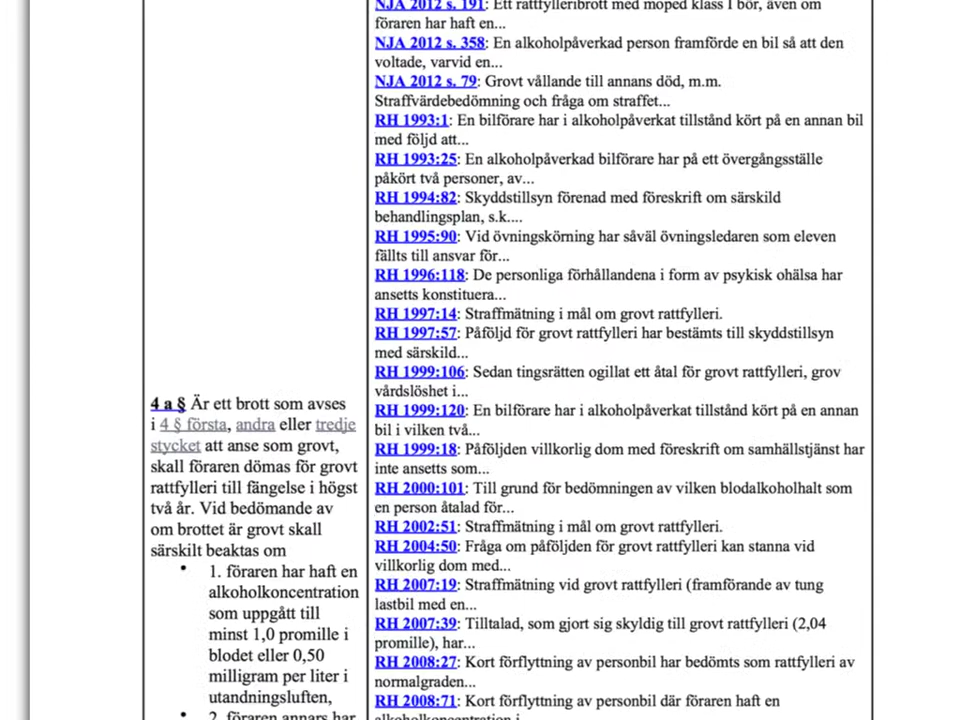 4 a § Är ett brott som avses
i 4 § första, andra eller tredje
stycket att anse som grovt,
skall föraren dömas för grovt
rattfylleri till fängelse i högst
två år. Vid bedömande av
om brottet är grovt skall
särskilt beaktas om
• 1. föraren har haft en
alkoholkoncentration
som uppgått till
minst 1,0 promille i
blodet eller 0,50
milligram per liter i
utandningsluften,
• 2. föraren annars har
NJA 2012 s. 191: Ett rattfylleribrott med moped klass I bör, även om
föraren har haft en...
NJA 2012 s. 358: En alkoholpåverkad person framförde en bil så att den
voltade, varvid en...
NJA 2012 s. 79: Grovt vållande till annans död, m.m.
Straffvärdebedömning och fråga om straffet...
RH 1993:1: En bilförare har i alkoholpåverkat tillstånd kört på en annan bil
med följd att...
RH 1993:25: En alkoholpåverkad bilförare har på ett övergångsställe
påkört två personer, av...
RH 1994:82: Skyddstillsyn förenad med föreskrift om särskild
behandlingsplan, s.k....
RH 1995:90: Vid övningskörning har såväl övningsledaren som eleven
fällts till ansvar för...
RH 1996:118: De personliga förhållandena i form av psykisk ohälsa har
ansetts konstituera...
RH 1997:14: Straffmätning i mål om grovt rattfylleri.
RH 1997:57: Påföljd för grovt rattfylleri har bestämts till skyddstillsyn
med särskild...
RH 1999:106: Sedan tingsrätten ogillat ett åtal för grovt rattfylleri, grov
vårdslöshet i...
RH 1999:120: En bilförare har i alkoholpåverkat tillstånd kört på en annan
bil i vilken två...
RH 1999:18: Påföljden villkorlig dom med föreskrift om samhällstjänst har
inte ansetts som...
RH 2000:101: Till grund för bedömningen av vilken blodalkoholhalt som
en person åtalad för...
RH 2002:51: Straffmätning i mål om grovt rattfylleri.
RH 2004:50: Fråga om påföljden för grovt rattfylleri kan stanna vid
villkorlig dom med...
RH 2007:19: Straffmätning vid grovt rattfylleri (framförande av tung
lastbil med en...
RH 2007:39: Tilltalad, som gjort sig skyldig till grovt rattfylleri (2,04
promille), har...
RH 2008:27: Kort förflyttning av personbil har bedömts som rattfylleri av
normalgraden...
RH 2008:71: Kort förflyttning av personbil där föraren haft en
alkoholkoncentration i